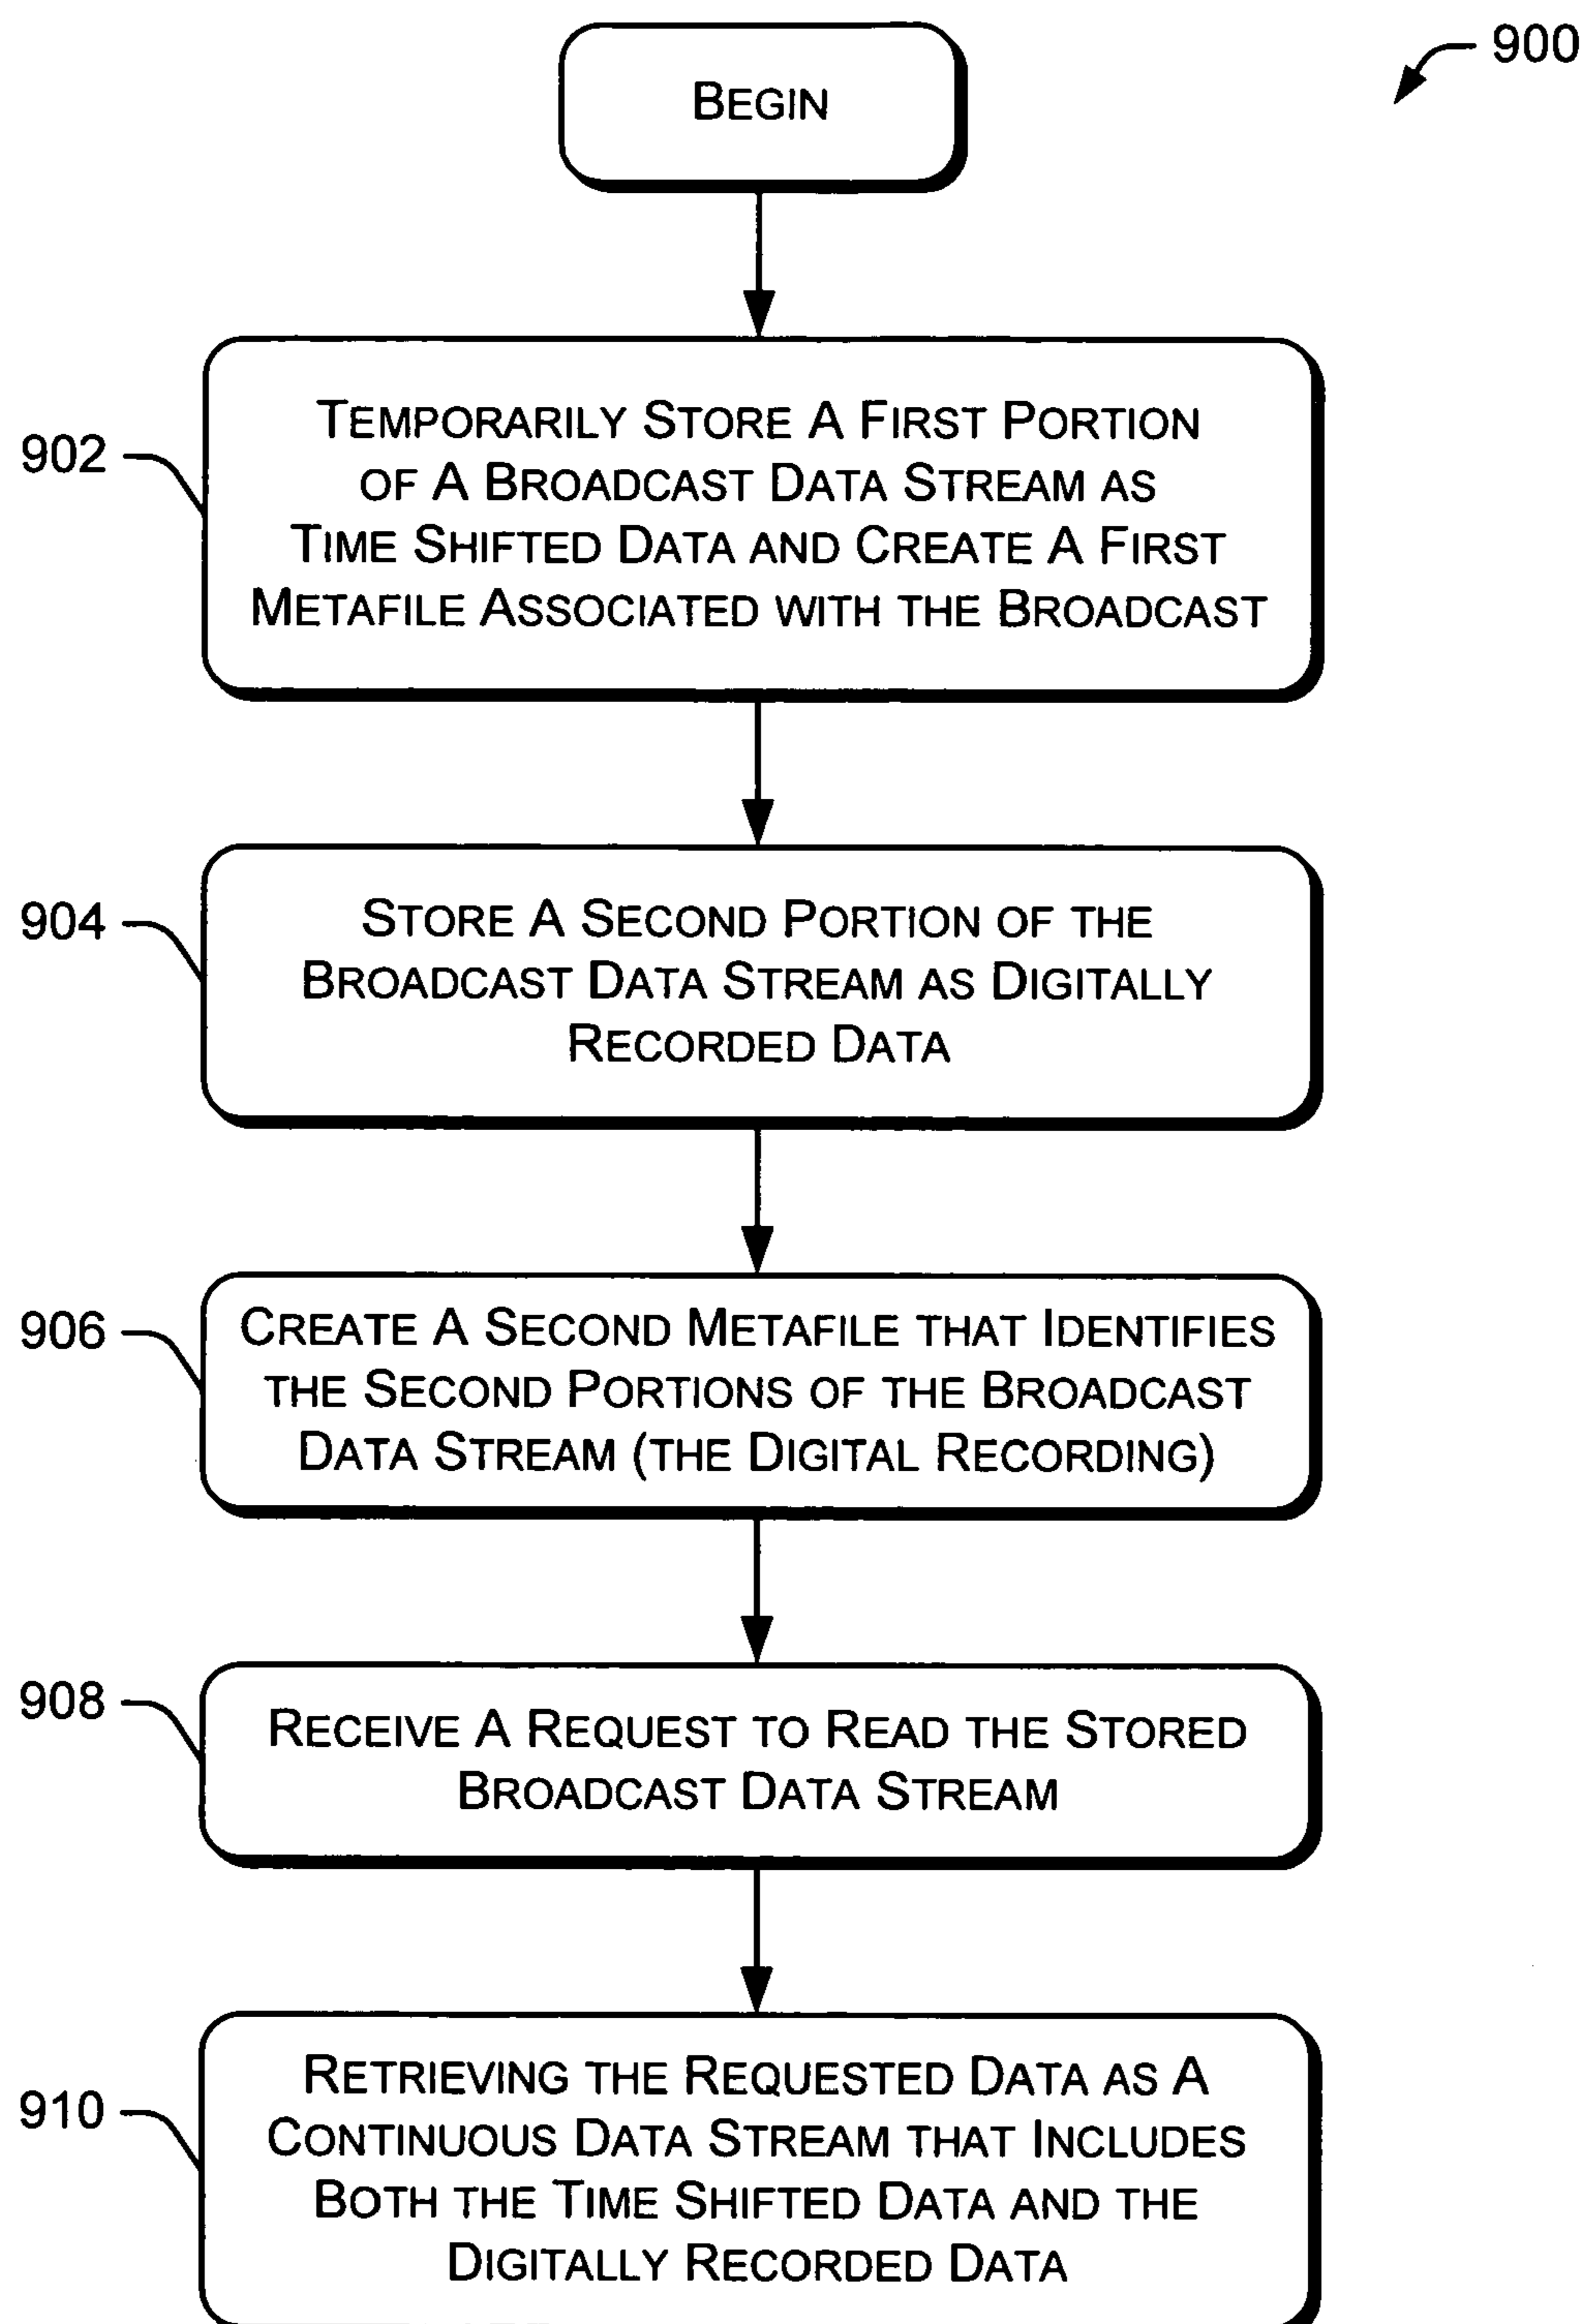 900
BEGIN
902
TEMPORARILY STORE A FIRST PORTION
OF A BROADCAST DATA STREAM AS
TIME SHIFTED DATA AND CREATE A FIRST
METAFILE ASSOCIATED WITH THE BROADCAST
904
STORE A SECOND PORTION OF THE
BROADCAST DATA STREAM AS DIGITALLY
RECORDED DATA
906
CREATE A SECOND METAFILE THAT IDENTIFIES
THE SECOND PORTIONS OF THE BROADCAST
DATA STREAM (THE DIGITAL RECORDING)
908
RECEIVE A REQUEST TO READ THE STORED
BROADCAST DATA STREAM
910
RETRIEVING THE REQUESTED DATA AS A
CONTINUOUS DATA STREAM THAT INCLUDES
BOTH THE TIME SHIFTED DATA AND THE
DIGITALLY RECORDED DATA